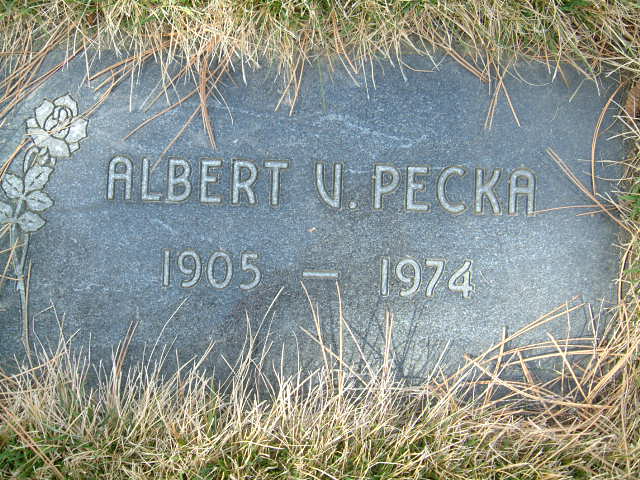 ALBERT V. PECKA
1905 — 1974